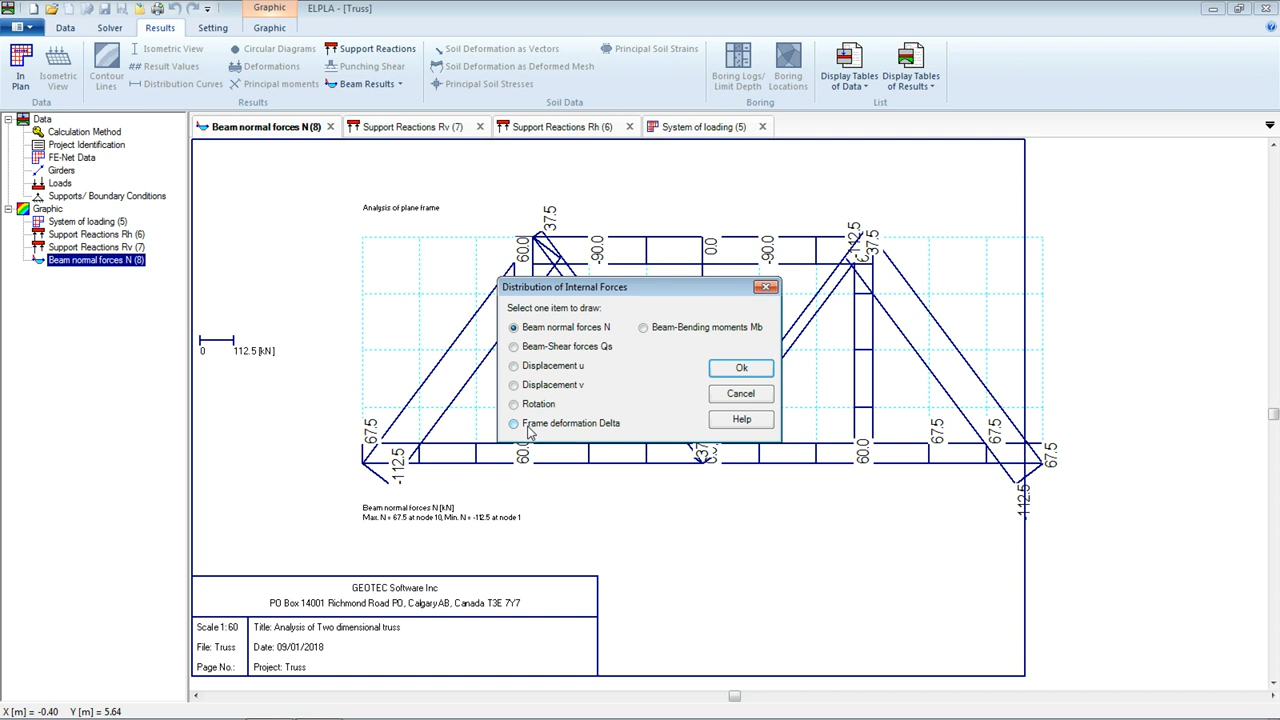 Graphic
ELPLA - [Truss]
Data
Solver
Results
Setting
Graphic
In Plan
Isometric View
Data
Contour Lines
Isometric View
Result Values
Distribution Curves
Circular Diagrams
Deformations
Principal moments
Support Reactions
Punching Shear
Beam Results
Results
Soil Deformation as Vectors
Soil Deformation as Deformed Mesh
Principal Soil Stresses
Principal Soil Strains
Soil Data
Boring Logs/ Limit Depth
Boring Locations
Boring
Display Tables of Data
Display Tables of Results
List
Data
Calculation Method
Project Identification
FE-Net Data
Girders
Loads
Supports/ Boundary Conditions
Graphic
System of loading (5)
Support Reactions Rh (6)
Support Reactions Rv (7)
Beam normal forces N (8)
Beam normal forces N (8)
Support Reactions Rv (7)
Support Reactions Rh (6)
System of loading (5)
Analysis of plane frame
60.0
37.5
-90.0
0.0
-90.0
-112.5
37.5
0
112.5 [kN]
Distribution of Internal Forces
Select one item to draw:
Beam normal forces N
Beam-Bending moments Mb
Beam-Shear forces Qs
Displacement u
Displacement v
Rotation
Frame deformation Delta
Ok
Cancel
Help
67.5
-112.5
60.0
60.0
67.5
67.5
67.5
-112.5
Beam normal forces N [kN]
Max. N = 67.5 at node 10, Min. N = -112.5 at node 1
GEOTEC Software Inc
PO Box 14001 Richmond Road PO, Calgary AB, Canada T3E 7Y7
Scale 1:60
Title: Analysis of Two dimensional truss
File: Truss
Date: 09/01/2018
Page No.:
Project: Truss
X [m] = -0.40
Y [m] = 5.64